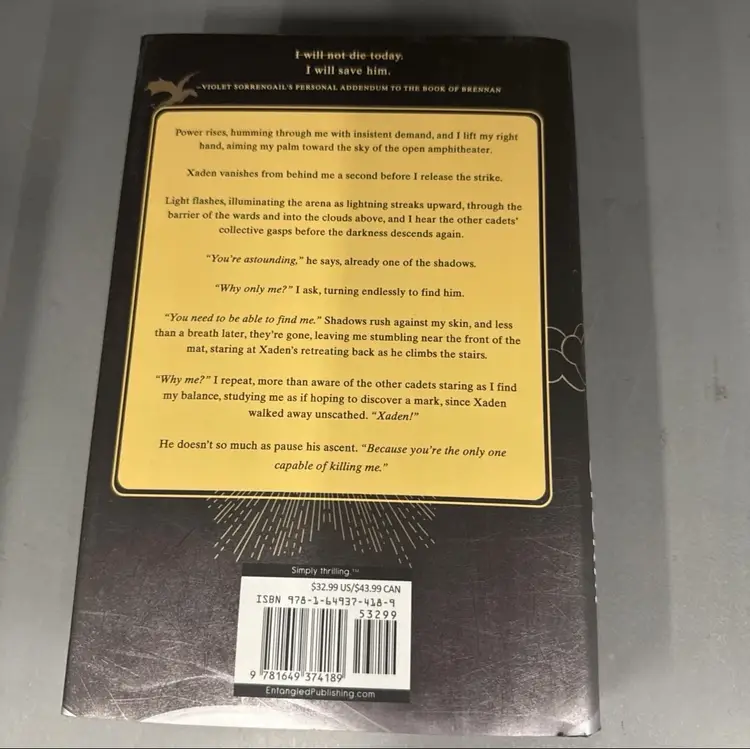 I will not die today.
I will save him.
—VIOLET SORRENGAIL'S PERSONAL ADDENDUM TO THE BOOK OF BRENNAN
Power rises, humming through me with insistent demand, and I lift my right
hand, aiming my palm toward the sky of the open amphitheater.
Xaden vanishes from behind me a second before I release the strike.
Light flashes, illuminating the arena as lightning streaks upward, through the
barrier of the wards and into the clouds above, and I hear the other cadets'
collective gasps before the darkness descends again.
"You're astounding," he says, already one of the shadows.
"Why only me?" I ask, turning endlessly to find him.
"You need to be able to find me." Shadows rush against my skin, and less
than a breath later, they're gone, leaving me stumbling near the front of the
mat, staring at Xaden's retreating back as he climbs the stairs.
"Why me?" I repeat, more than aware of the other cadets staring as I find
my balance, studying me as if hoping to discover a mark, since Xaden
walked away unscathed. "Xaden!"
He doesn't so much as pause his ascent. "Because you're the only one
capable of killing me."
Simply thrilling.™
$32.99 US/$43.99 CAN
ISBN 978-1-64937-418-9
53299
9 781649 374189
EntangledPublishing.com